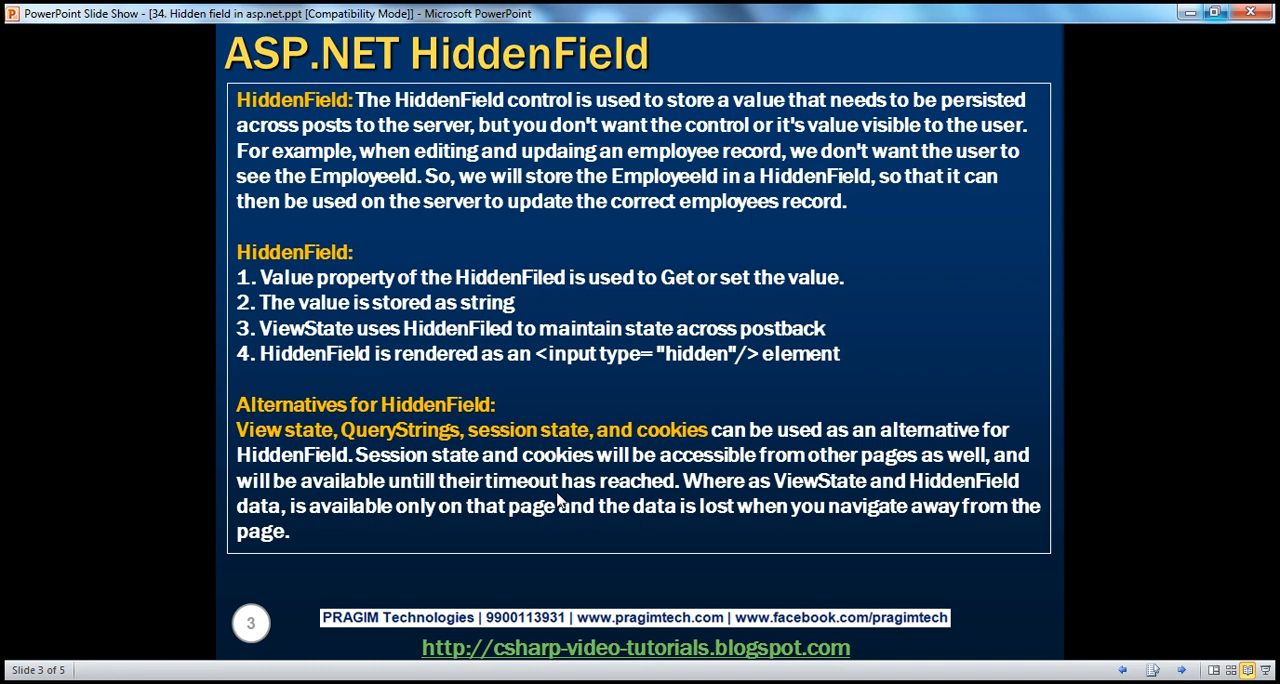 PowerPoint Slide Show - [34. Hidden field in asp.net.ppt [Compatibility Mode]] - Microsoft PowerPoint
ASP.NET HiddenField
HiddenField: The HiddenField control is used to store a value that needs to be persisted
across posts to the server, but you don't want the control or it's value visible to the user.
For example, when editing and updaing an employee record, we don't want the user to
see the EmployeeId. So, we will store the EmployeeId in a HiddenField, so that it can
then be used on the server to update the correct employees record.
HiddenField:
1. Value property of the HiddenFiled is used to Get or set the value.
2. The value is stored as string
3. ViewState uses HiddenFiled to maintain state across postback
4. HiddenField is rendered as an <input type= "hidden"/> element
Alternatives for HiddenField:
View state, QueryStrings, session state, and cookies can be used as an alternative for
HiddenField. Session state and cookies will be accessible from other pages as well, and
will be available untill their timeout has reached. Where as ViewState and HiddenField
data, is available only on that page and the data is lost when you navigate away from the
page.
3
PRAGIM Technologies | 9900113931 | www.pragimtech.com | www.facebook.com/pragimtech
http://csharp-video-tutorials.blogspot.com
Slide 3 of 5